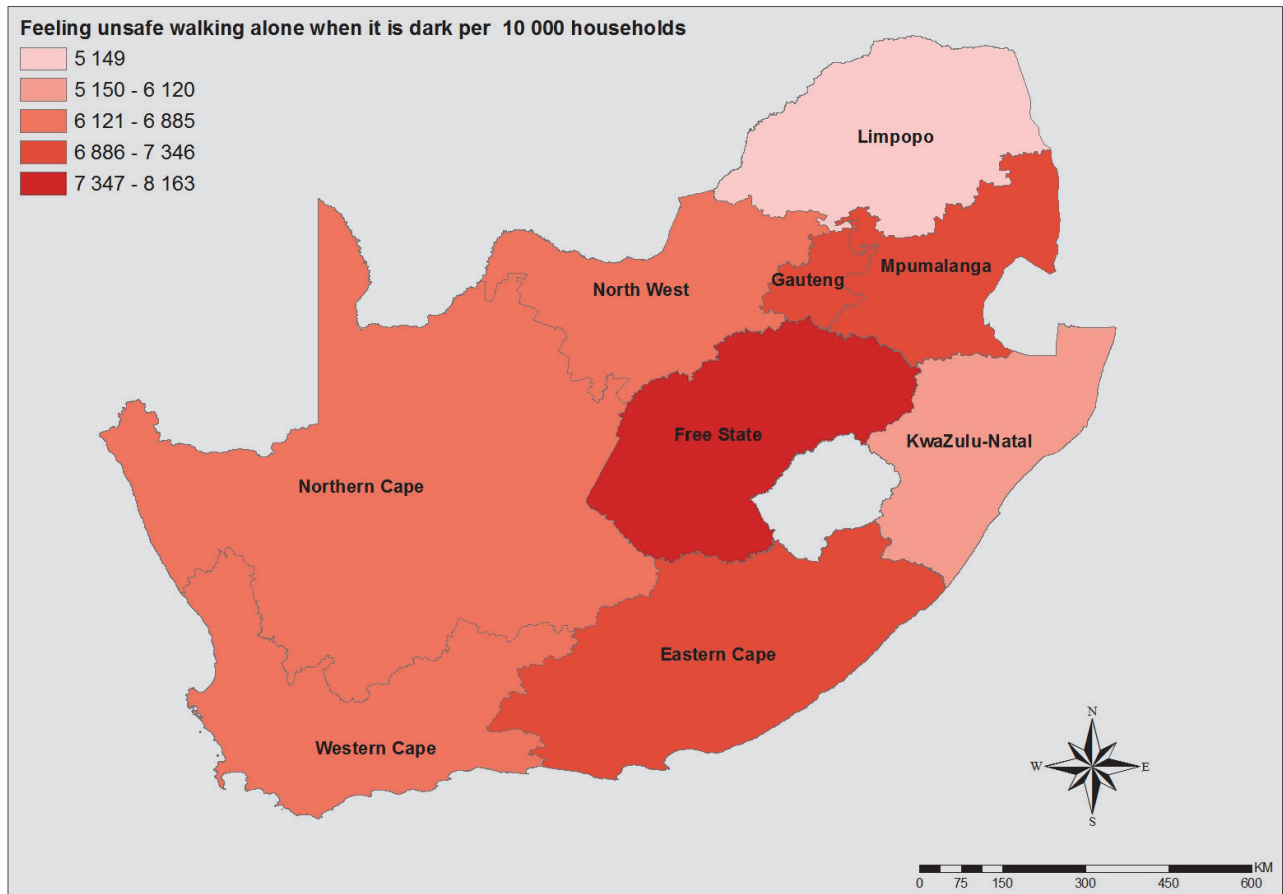 Feeling unsafe walking alone when it is dark per 10 000 households
5 149
5 150 - 6 120
6 121 - 6 885
6 886 - 7 346
7 347 - 8 163
Limpopo
Mpumalanga
Gauteng
North West
Free State
KwaZulu-Natal
Northern Cape
Eastern Cape
Western Cape
N
W E
S
KM
0 75 150 300 450 600